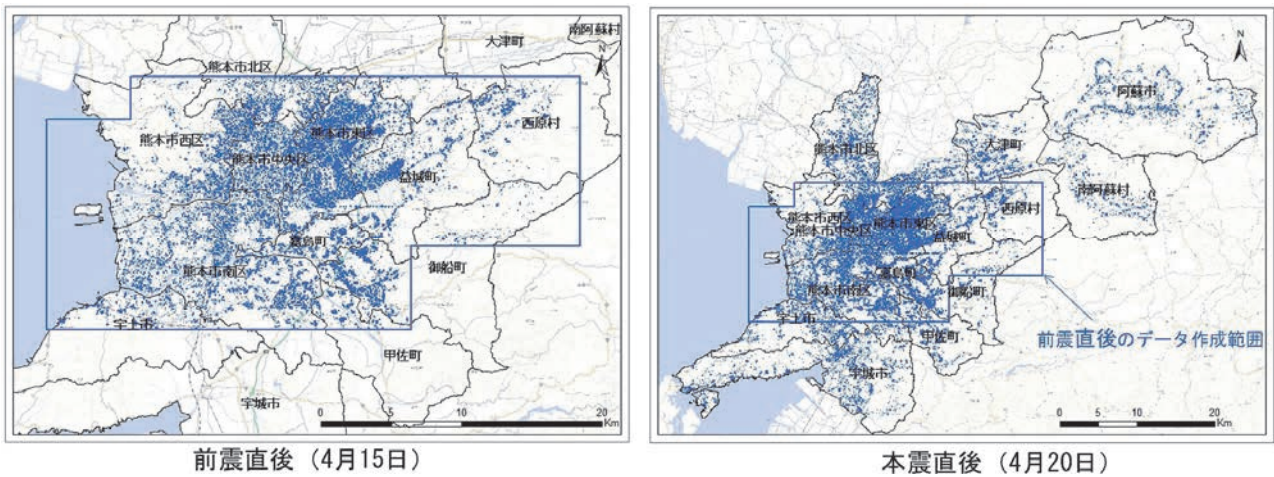 南阿蘇村
大津町
N
熊本市北区
西原村
熊本市西区
熊本市東区
熊本市中央区
益城町
嘉島町
熊本市南区
御船町
宇土市
甲佐町
宇城市
0 5 10 20
Km
前震直後（4月15日）
N
阿蘇市
大津町
熊本市北区
南阿蘇村
西原村
熊本市西区
熊本市東区
熊本市中央区
益城町
嘉島町
熊本市南区
御船町
宇土市
甲佐町
前震直後のデータ作成範囲
宇城市
0 5 10 20
Km
本震直後（4月20日）